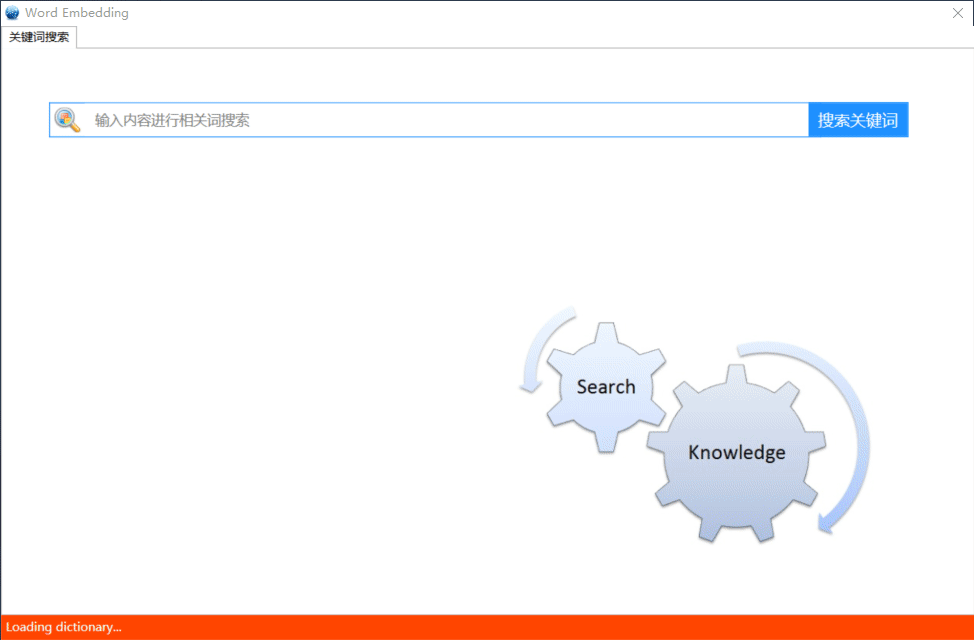 Word Embedding
关键词搜索
输入内容进行相关词搜索
搜索关键词
Search
Knowledge
Loading dictionary...